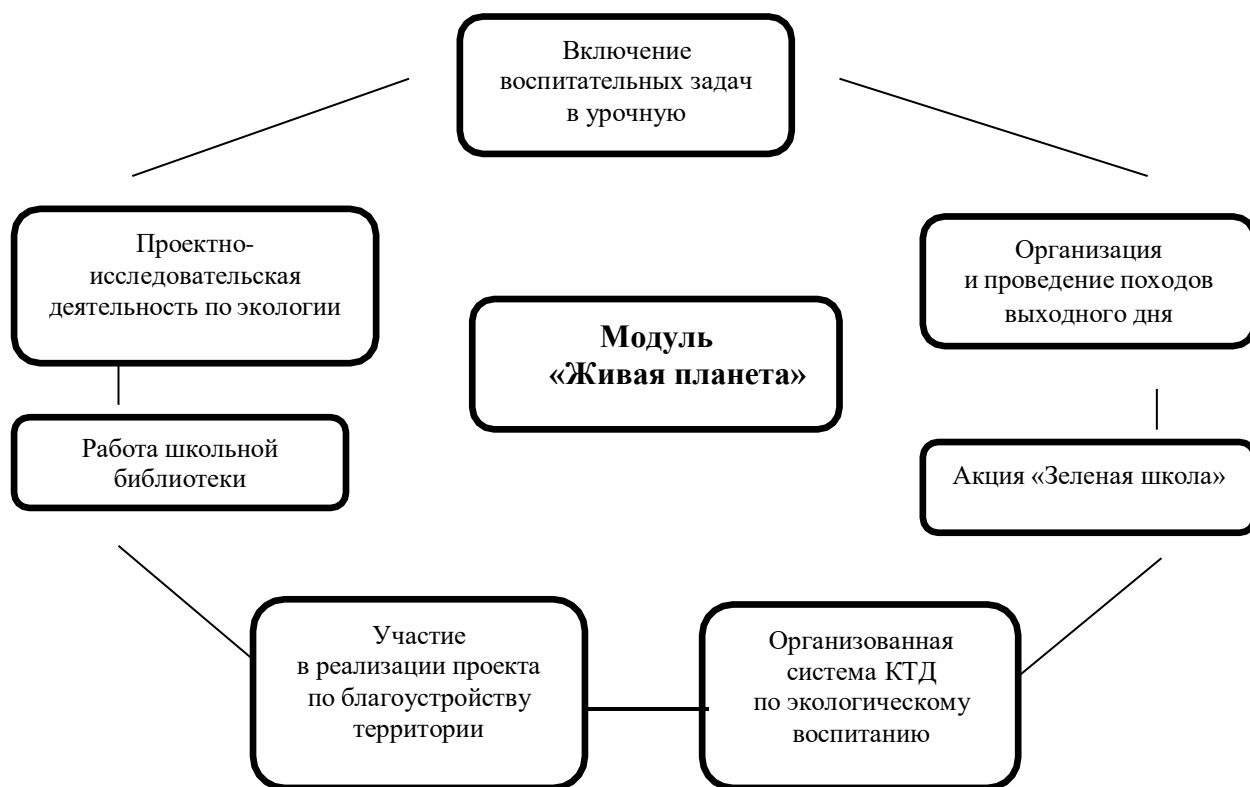 Включение
воспитательных задач
в урочную
Проектно-
исследовательская
деятельность по экологии
Организация
и проведение походов
выходного дня
Модуль
«Живая планета»
Работа школьной
библиотеки
Акция «Зеленая школа»
Участие
в реализации проекта
по благоустройству
территории
Организованная
система КТД
по экологическому
воспитанию